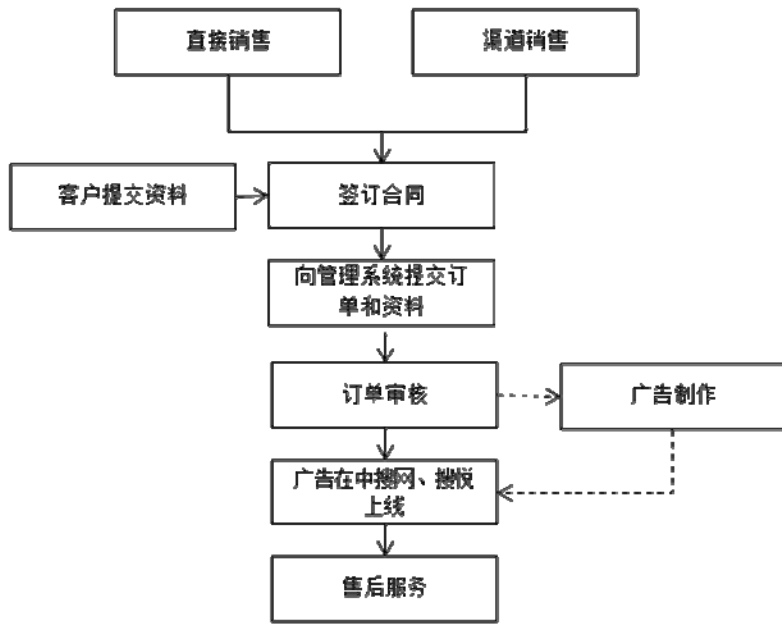 直接销售
渠道销售
客户提交资料
签订合同
向管理系统提交订
单和资料
订单审核
广告制作
广告在中搜网、搜悦
上线
售后服务